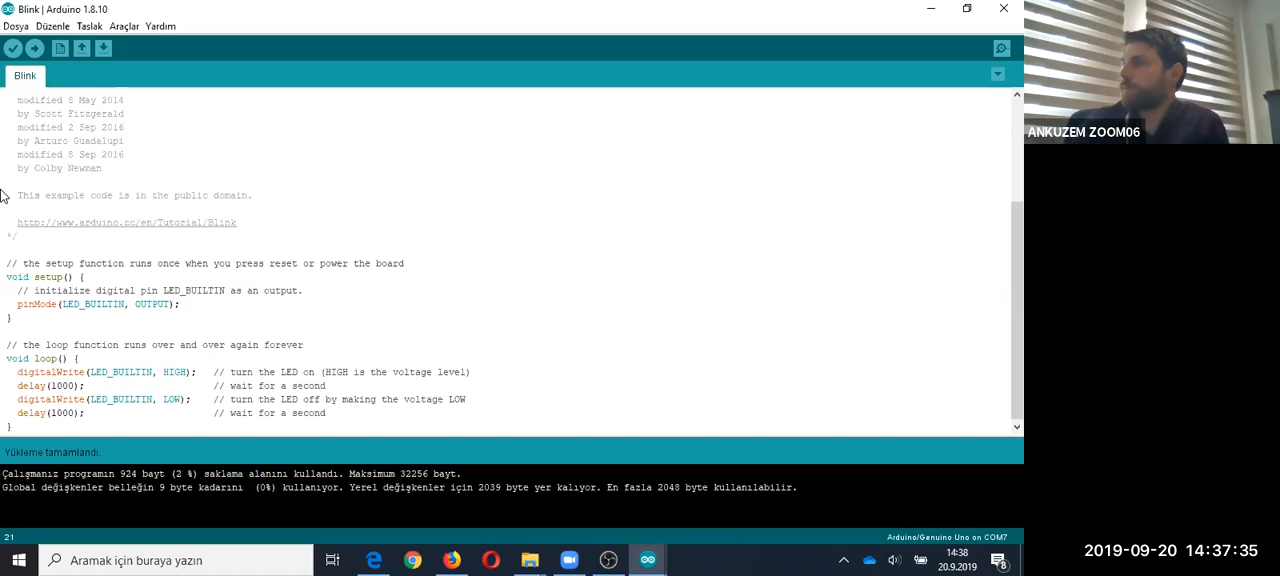 Blink | Arduino 1.8.10
Dosya Düzenle Taslak Araçlar Yardım
Blink
modified 8 May 2014
by Scott Fitzgerald
modified 2 Sep 2016
by Arturo Guadalupi
modified 8 Sep 2016
by Colby Newman
This example code is in the public domain.
http://www.arduino.cc/en/Tutorial/Blink
*/
// the setup function runs once when you press reset or power the board
void setup() {
// initialize digital pin LED_BUILTIN as an output.
pinMode(LED_BUILTIN, OUTPUT);
}
// the loop function runs over and over again forever
void loop() {
digitalWrite(LED_BUILTIN, HIGH); // turn the LED on (HIGH is the voltage level)
delay(1000); // wait for a second
digitalWrite(LED_BUILTIN, LOW); // turn the LED off by making the voltage LOW
delay(1000); // wait for a second
}
Yükleme tamamlandı.
Çalışmanız programın 924 bayt (2 %) saklama alanını kullandı. Maksimum 32256 bayt.
Global değişkenler belleğin 9 byte kadarını (0%) kullanıyor. Yerel değişkenler için 2039 byte yer kalıyor. En fazla 2048 byte kullanılabilir.
21
Arduino/Genuino Uno on COM7
Aramak için buraya yazın
14:38
20.9.2019
8
ANKUZEM ZOOM06
2019-09-20 14:37:35